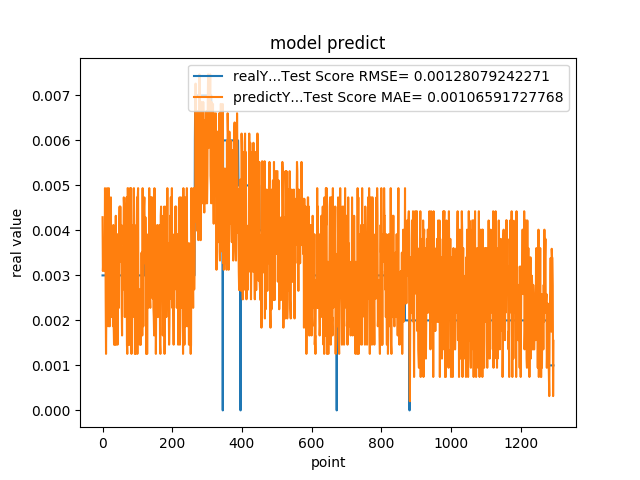 model predict
realY...Test Score RMSE= 0.00128079242271
predictY...Test Score MAE= 0.00106591727768
0.007
0.006
0.005
0.004
0.003
0.002
0.001
0.000
real value
0 200 400 600 800 1000 1200
point